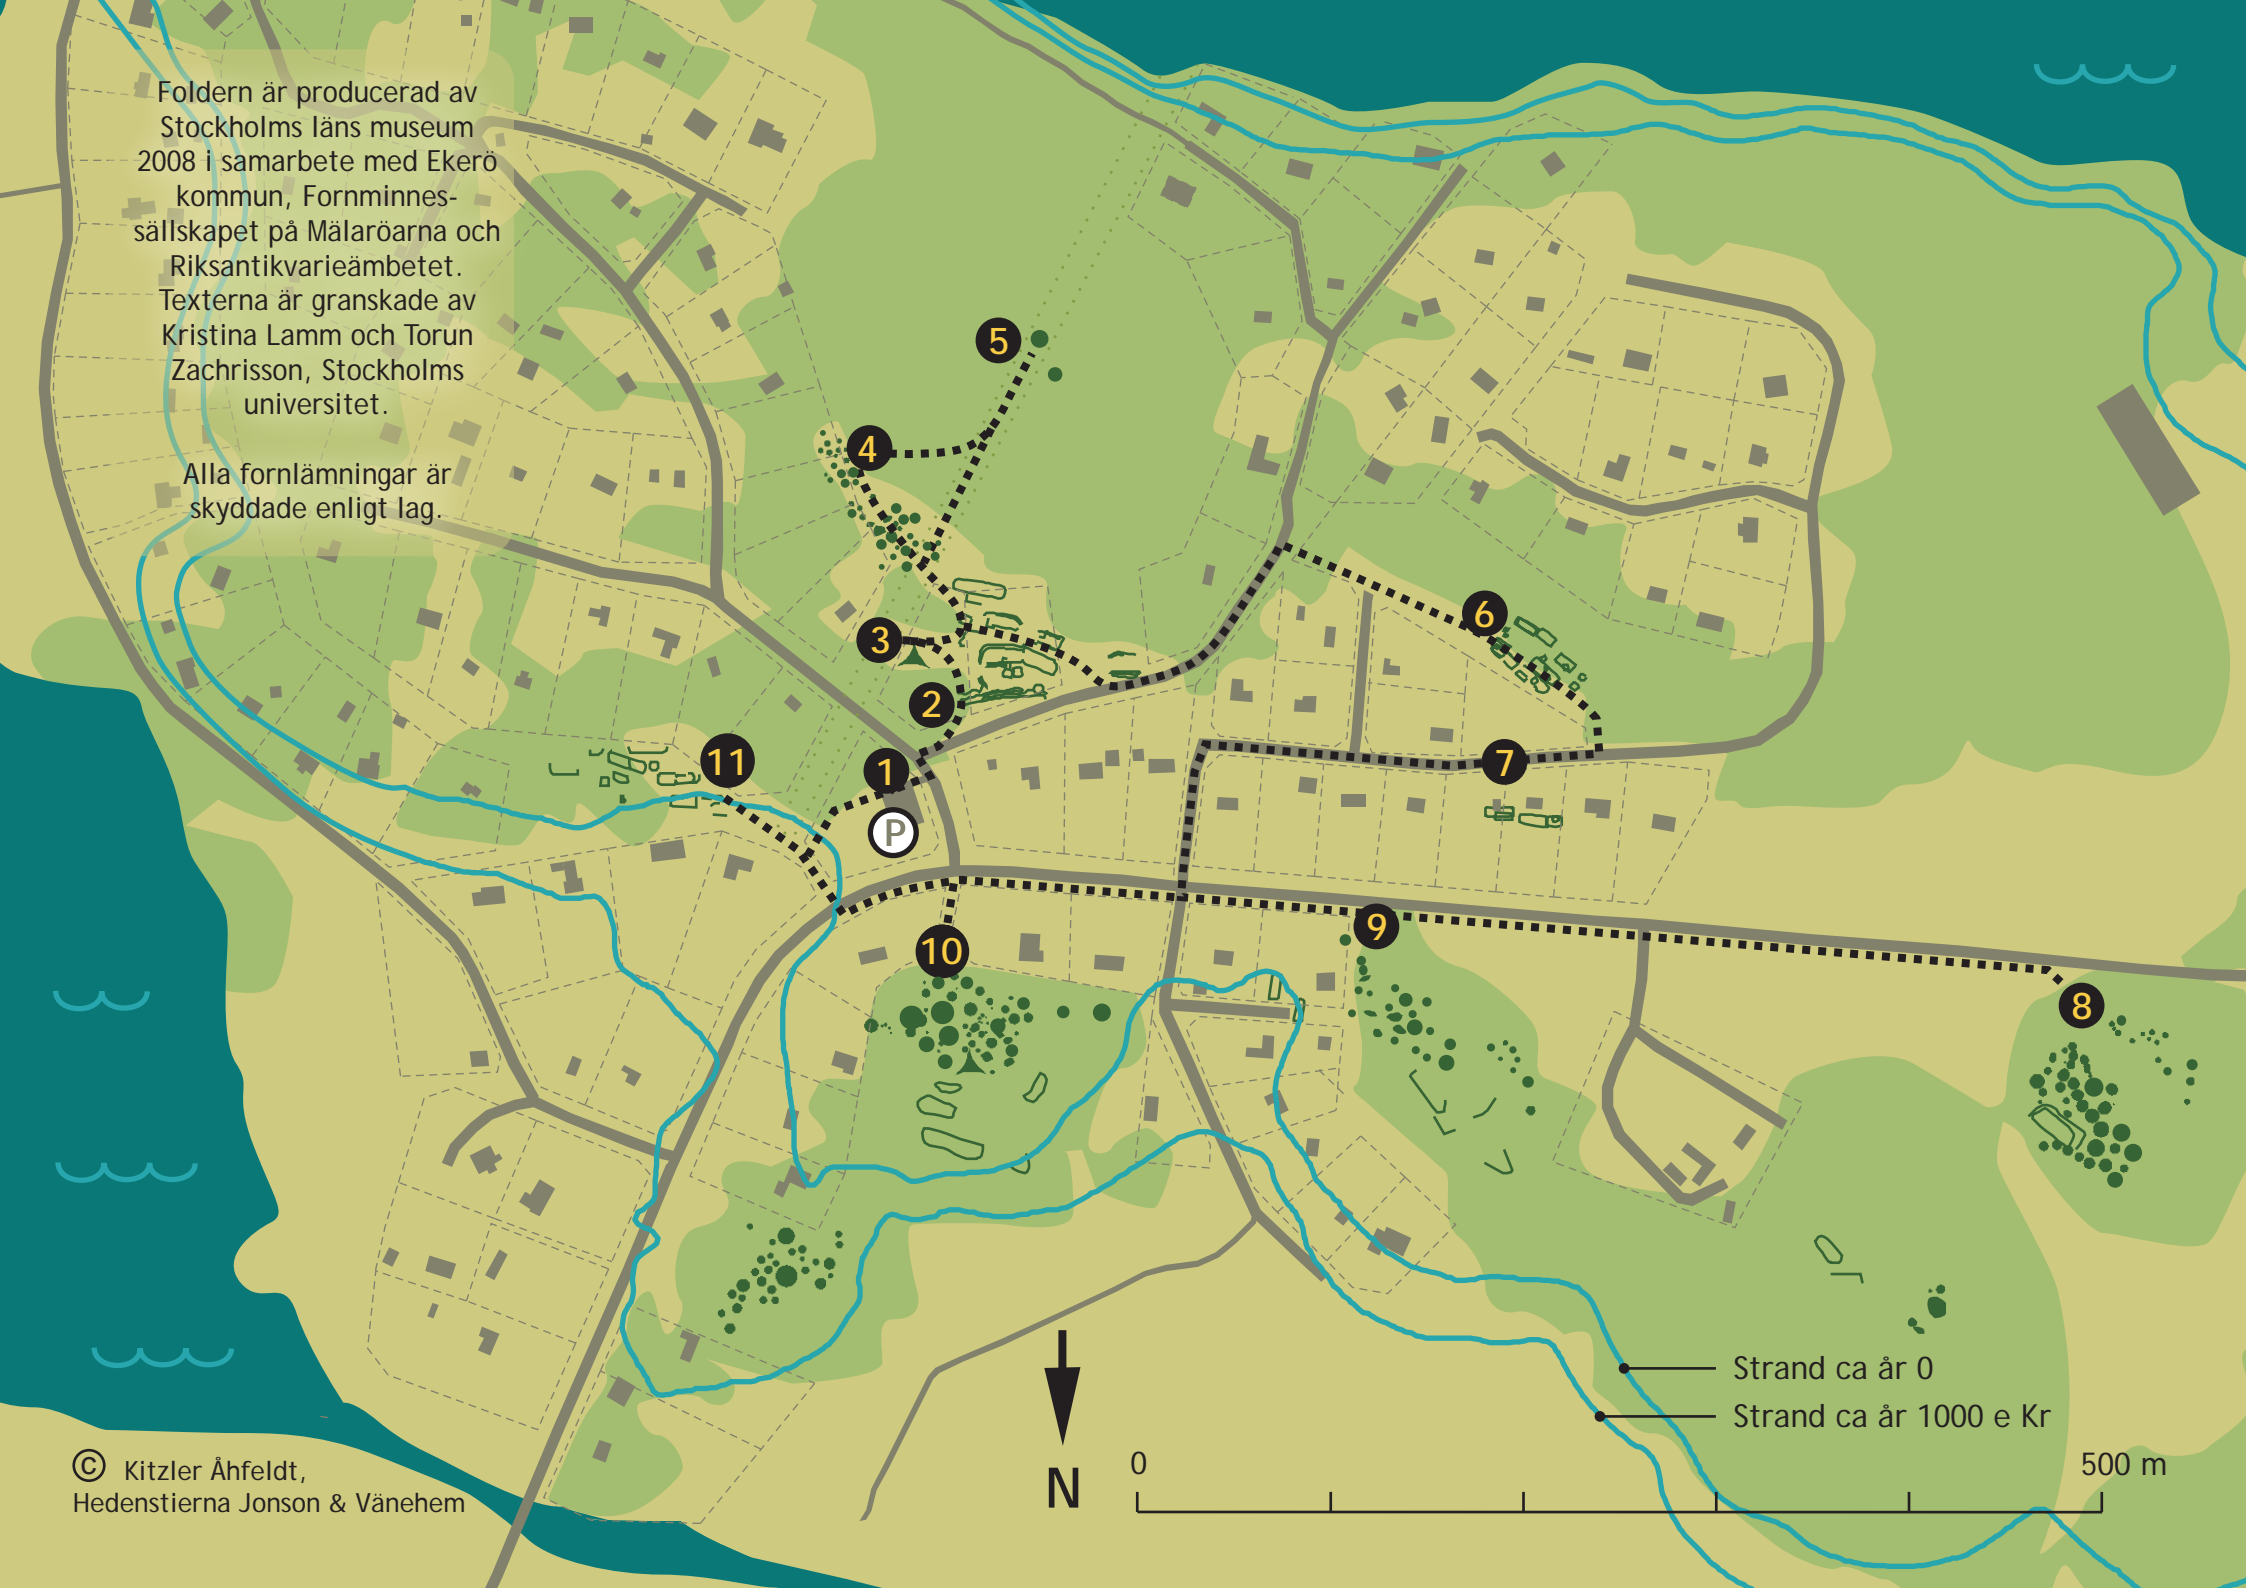 Foldern är producerad av
Stockholms läns museum
2008 i samarbete med Ekerö
kommun, Fornminnes-
sällskapet på Mälaröarna och
Riksantikvarieämbetet.
Texterna är granskade av
Kristina Lamm och Torun
Zachrisson, Stockholms
universitet.
Alla fornlämningar är
skyddade enligt lag.
5
4
3
2
1
P
11
6
7
9
10
8
Strand ca år 0
Strand ca år 1000 e Kr
N
0
500 m
© Kitzler Åhfeldt,
Hedenstierna Jonson & Vänehem